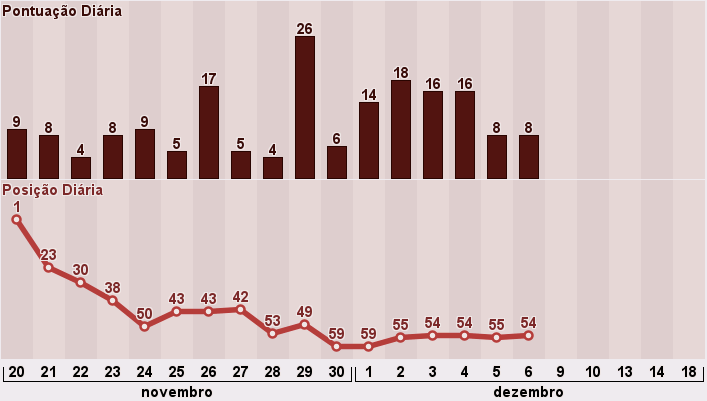 Pontuação Diária
9 8 4 8 9 5 17 5 4 26 6 14 18 16 16 8 8
Posição Diária
1 23 30 38 50 43 43 42 53 49 59 59 55 54 54 55 54
20 21 22 23 24 25 26 27 28 29 30 1 2 3 4 5 6 9 10 13 14 18
novembro dezembro